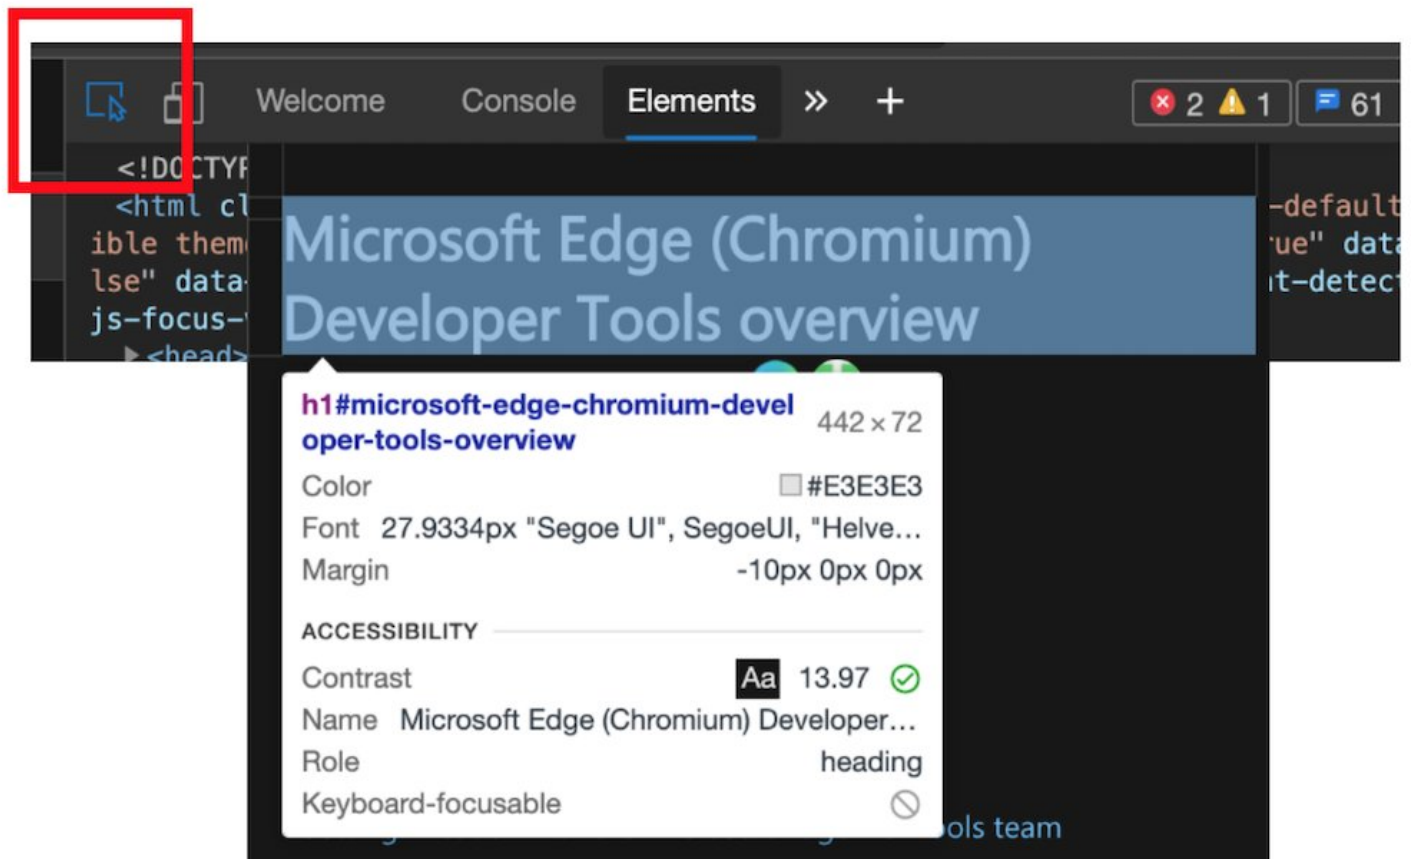 Welcome Console Elements » + 2 1 61
<!DOCTYP
<html cl -default
ible them ue" data
lse" data- t-detect
js-focus-
<head>
Microsoft Edge (Chromium)
Developer Tools overview
h1#microsoft-edge-chromium-devel
oper-tools-overview
442 × 72
Color #E3E3E3
Font 27.9334px "Segoe UI", SegoeUI, "Helve...
Margin -10px 0px 0px
ACCESSIBILITY
Contrast Aa 13.97
Name Microsoft Edge (Chromium) Developer...
Role heading
Keyboard-focusable
ols team